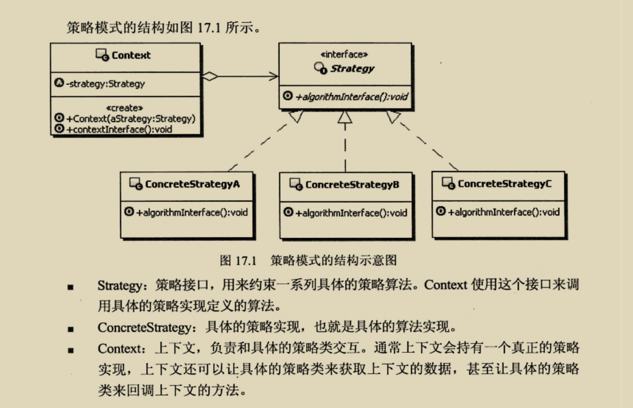 策略模式的结构如图 17.1 所示。
Context
-strategy:Strategy
«create»
+Context(aStrategy:Strategy)
+contextInterface():void
«interface»
Strategy
+algorithmInterface():void
ConcreteStrategyA
+algorithmInterface():void
ConcreteStrategyB
+algorithmInterface():void
ConcreteStrategyC
+algorithmInterface():void
图 17.1 策略模式的结构示意图
■ Strategy：策略接口，用来约束一系列具体的策略算法。Context 使用这个接口来调
用具体的策略实现定义的算法。
■ ConcreteStrategy：具体的策略实现，也就是具体的算法实现。
■ Context：上下文，负责和具体的策略类交互。通常上下文会持有一个真正的策略
实现，上下文还可以让具体的策略类来获取上下文的数据，甚至让具体的策略
类来回调上下文的方法。